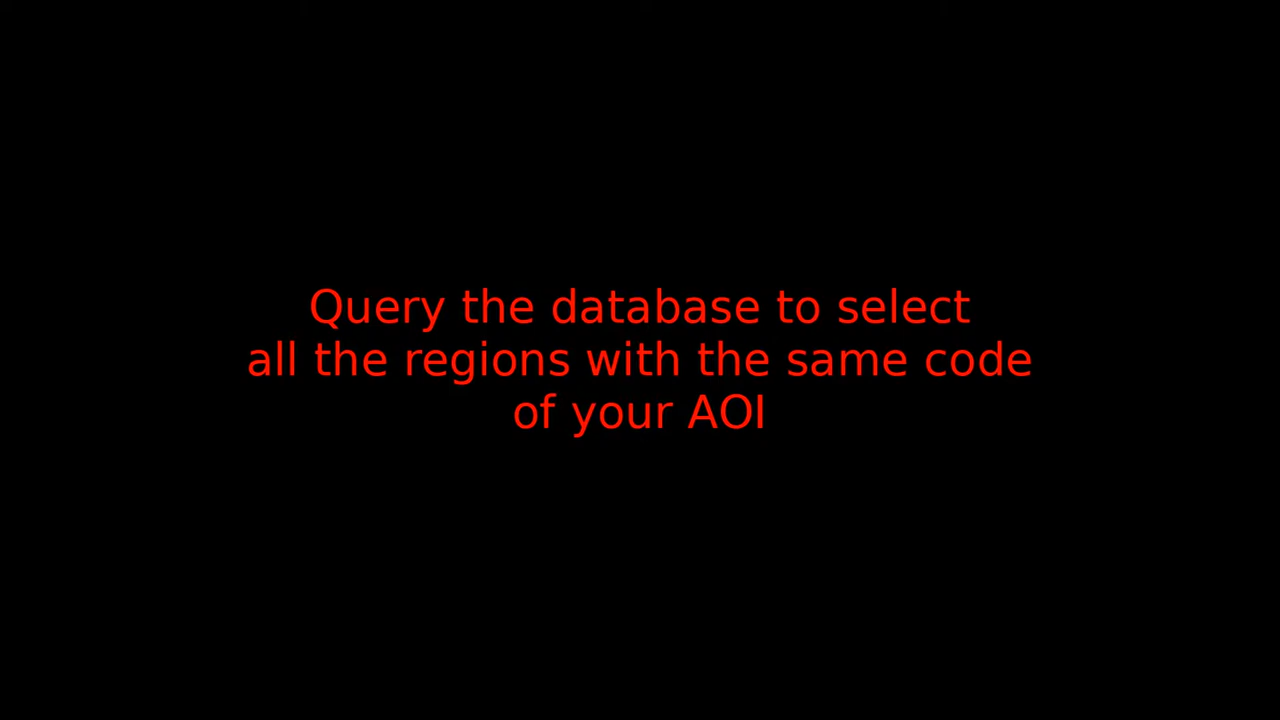 Query the database to select
all the regions with the same code
of your AOI